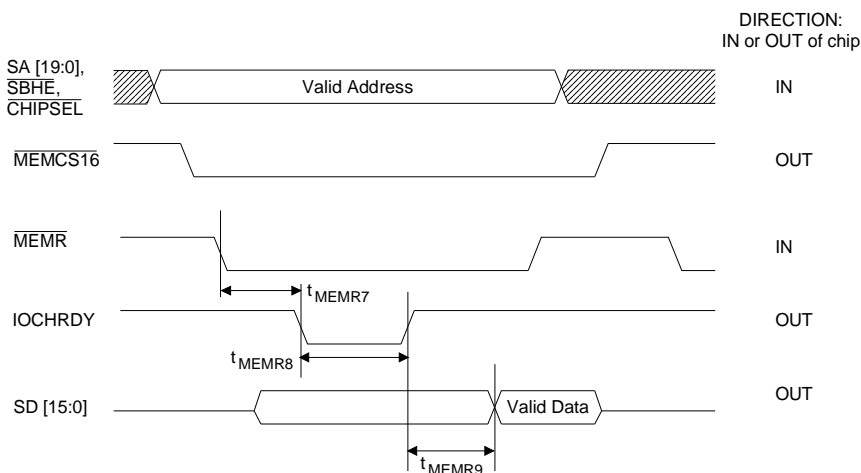 DIRECTION:
IN or OUT of chip
SA [19:0],
SBHE,
CHIPSEL
Valid Address
IN
MEMCS16
OUT
MEMR
IN
tMEMR7
IOCHRDY
OUT
tMEMR8
SD [15:0]
Valid Data
OUT
tMEMR9